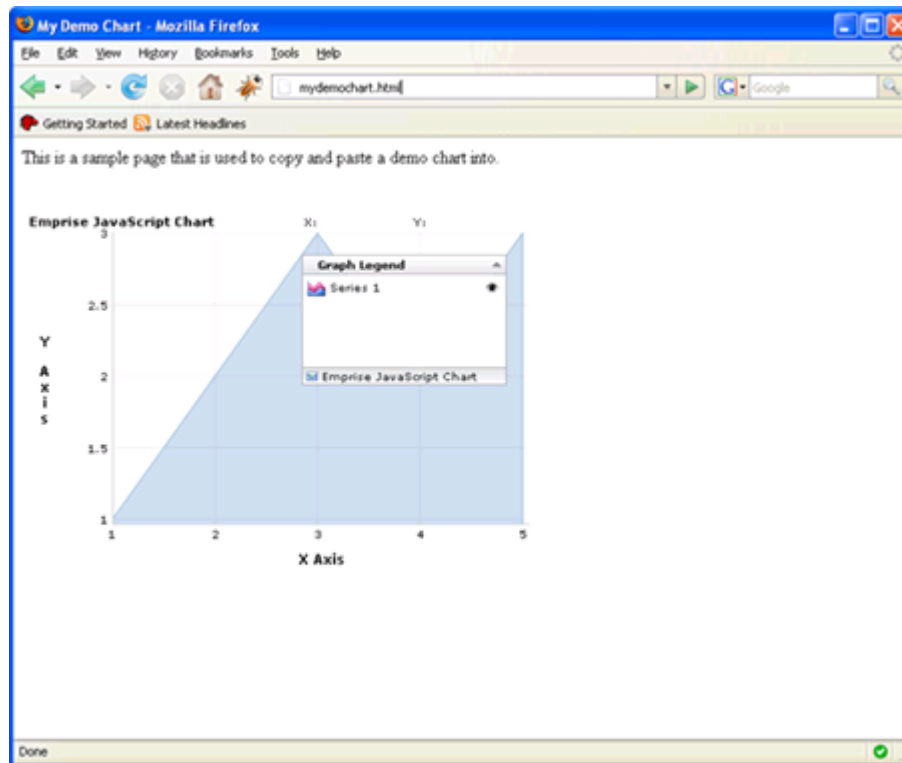 My Demo Chart - Mozilla Firefox
File Edit View History Bookmarks Tools Help
mydemochart.html
G Google
Getting Started Latest Headlines
This is a sample page that is used to copy and paste a demo chart into.
Emprise JavaScript Chart X: Y:
3
Graph Legend
Series 1
2.5
Y Axis
2
Emprise JavaScript Chart
1.5
1
1 2 3 4 5
X Axis
Done